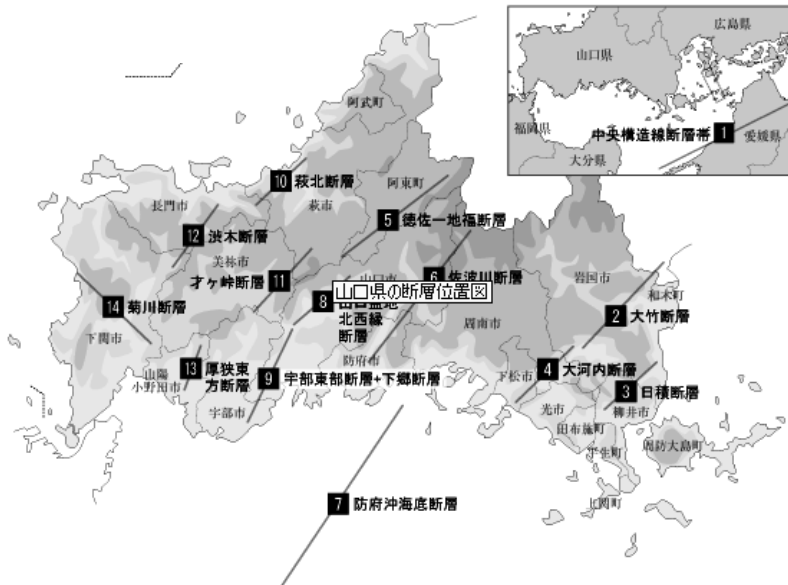 広島県
山口県
福岡県
1
中央構造線断層帯
愛媛県
大分県
阿武町
10
萩北断層
阿東町
長門市
萩市
5
徳佐一地福断層
12
渋木断層
美祢市
11
才ヶ峠断層
山口市
6
佐波川断層
岩国市
和木町
14
菊川断層
8
山口県の断層位置図
北西縁
断層
2
大竹断層
周南市
下関市
防府市
13
厚狭東
方断層
山陽
小野田市
9
宇部東部断層+下郷断層
4
大河内断層
下松市
3
日積断層
宇部市
光市
柳井市
田布施町
平生町
周防大島町
上関町
7
防府沖海底断層